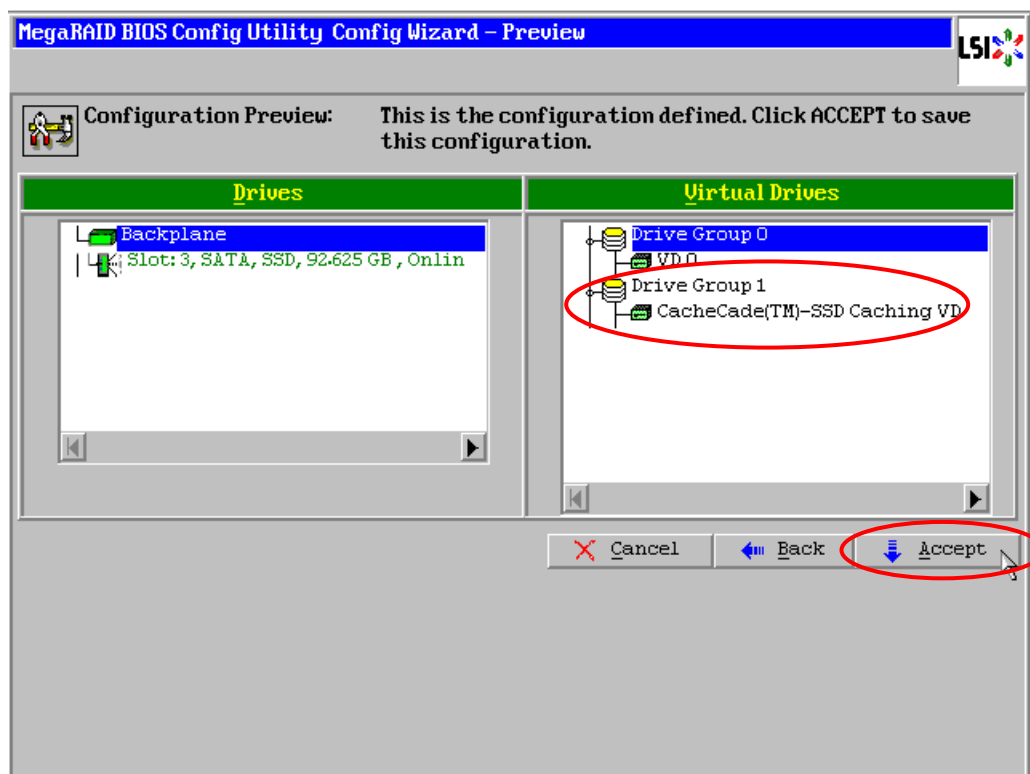 MegaRAID BIOS Config Utility Config Wizard – Preview
LSI
Configuration Preview:
This is the configuration defined. Click ACCEPT to save
this configuration.
Drives
Virtual Drives
Backplane
Slot: 3, SATA, SSD, 92.625 GB , Onlin
Drive Group 0
VD 0
Drive Group 1
CacheCade(TM)-SSD Caching VD
Cancel
Back
Accept